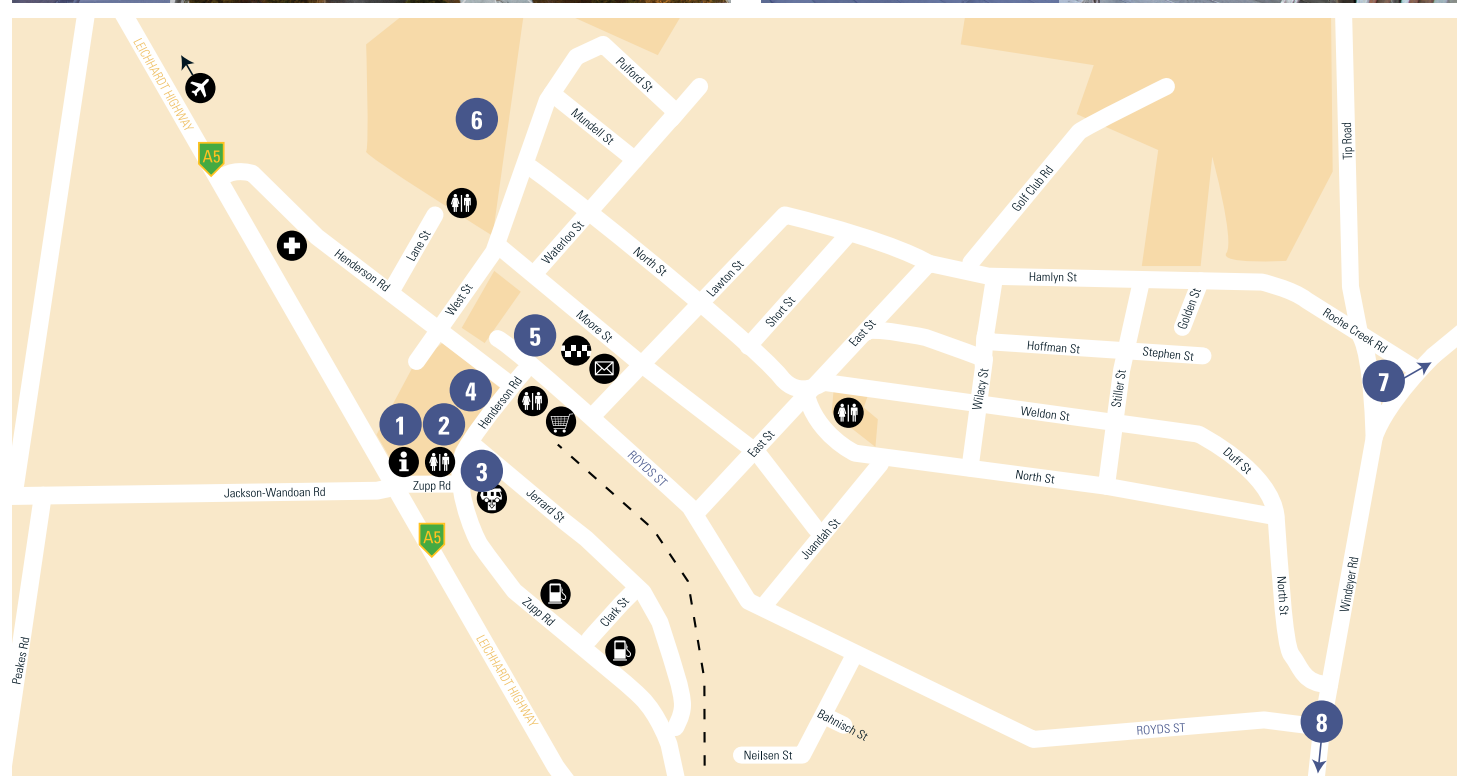 LEICHHARDT HIGHWAY
A5
Pulford St
Mundell St
6
Tip Road
Golf Club Rd
Lane St
Henderson Rd
Waterloo St
North St
West St
Lawton St
Short St
Hamlyn St
Golden St
Roche Creek Rd
Moore St
5
East St
Hoffman St
Stephen St
7
Wilacy St
Stiller St
4
Henderson Rd
1
2
Weldon St
3
i
Zupp Rd
Jackson-Wandoan Rd
ROYDS ST
East St
Duff St
North St
Jerrard St
A5
Juandah St
Zupp Rd
Clark St
North St
Windeyer Rd
Peakes Rd
LEICHHARDT HIGHWAY
Bahnisch St
Neilsen St
ROYDS ST
8